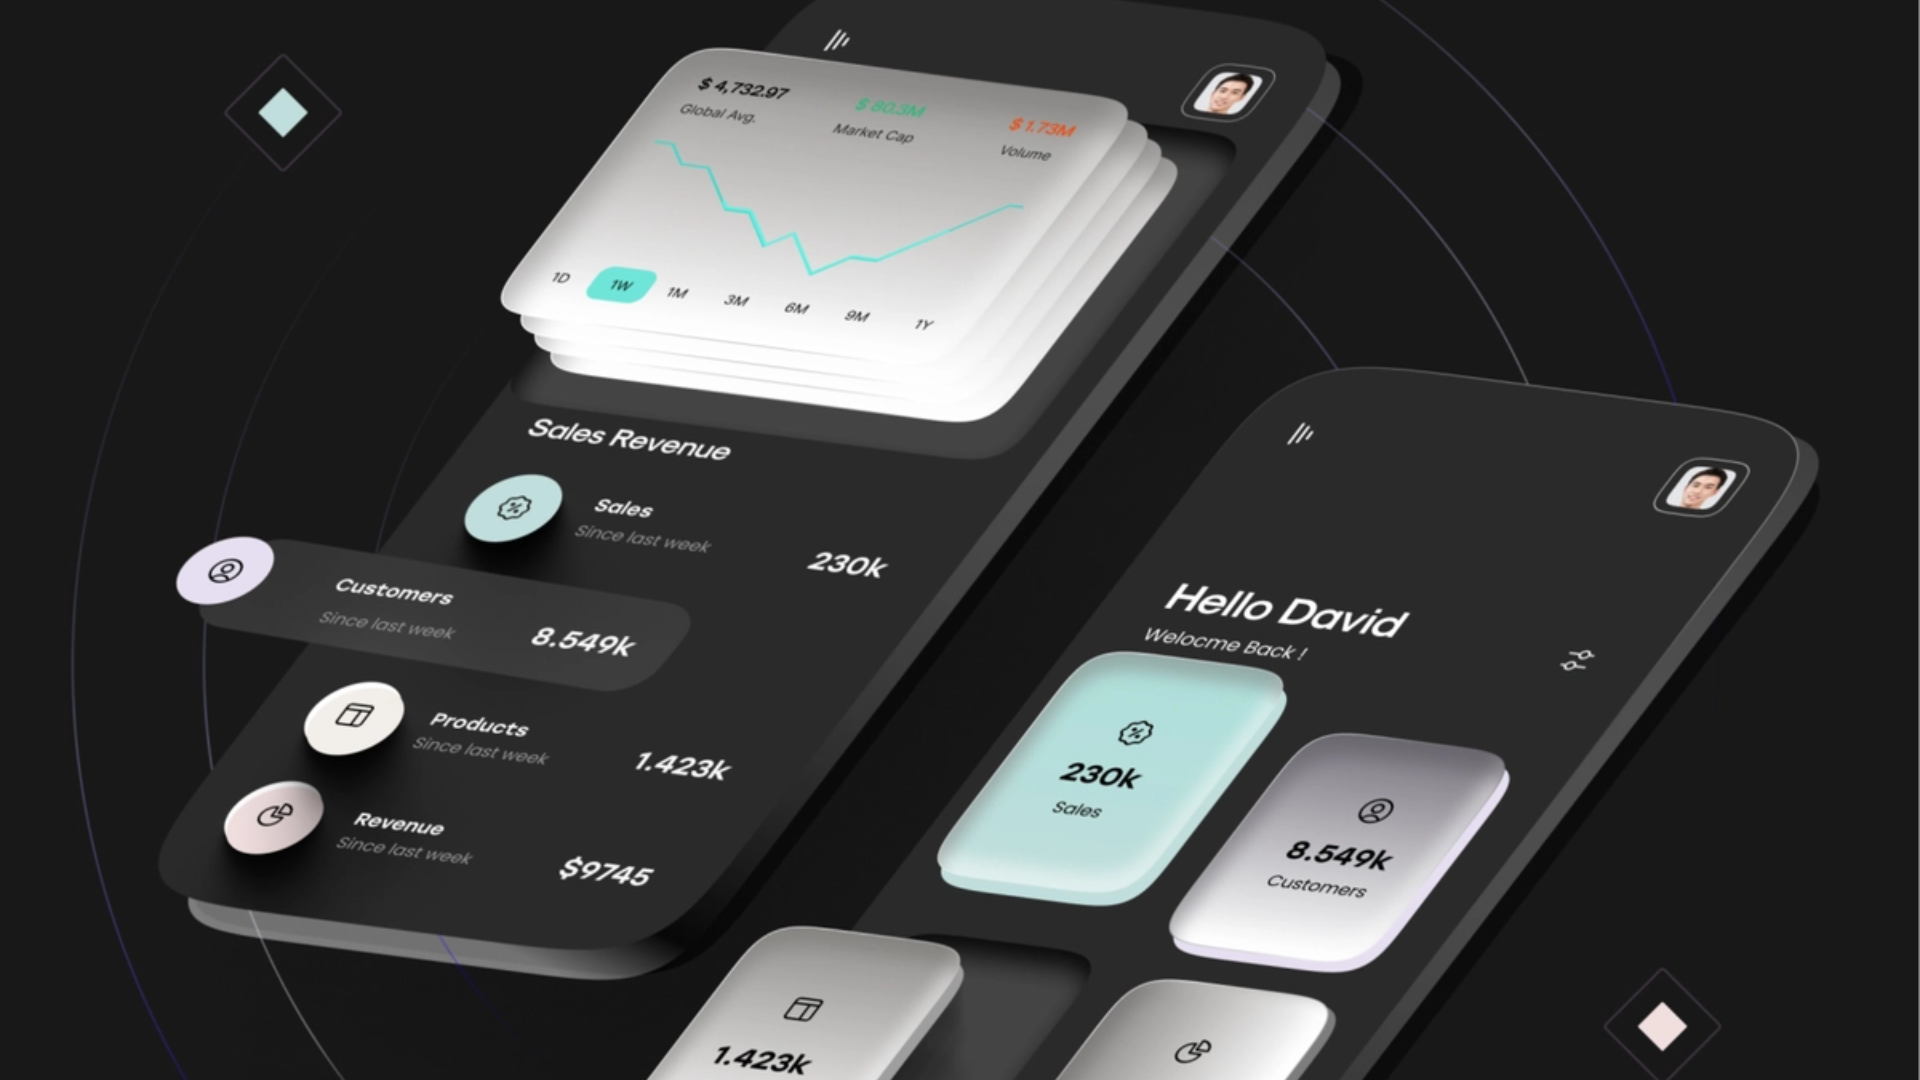 $ 4,732.97
Global Avg.
$ 80.3M
Market Cap
$ 1.73M
Volume
1D 1W 1M 3M 6M 9M 1Y
Sales Revenue
Sales
Since last week
230k
Customers
Since last week
8.549k
Products
Since last week
1.423k
Revenue
Since last week
$9745
Hello David
Welocme Back !
230k
Sales
8.549k
Customers
1.423k